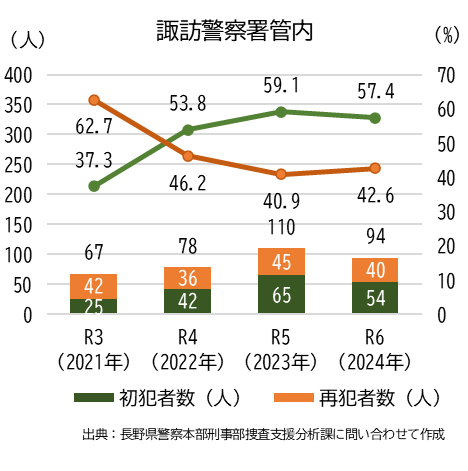 諏訪警察署管内
（人）
（%）
400
350
300
250
200
150
100
50
0
70
60
50
40
30
20
10
0
62.7
37.3
53.8
46.2
59.1
40.9
57.4
42.6
67
42
25
78
36
42
110
45
65
94
40
54
R3
（2021年）
R4
（2022年）
R5
（2023年）
R6
（2024年）
初犯者数（人）
再犯者数（人）
出典：長野県警察本部刑事部捜査支援分析課に問い合わせて作成